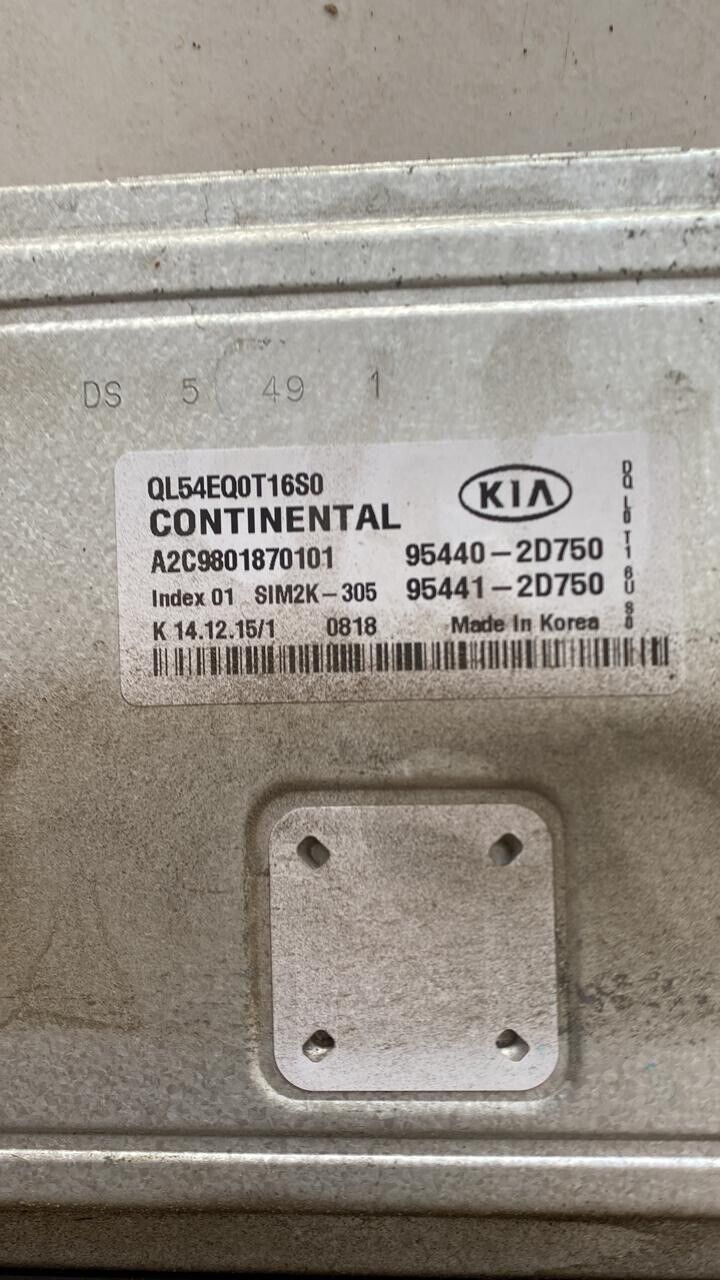 DS 5 49 1
QL54EQ0T16S0
KIA
CONTINENTAL
A2C9801870101 95440-2D750
Index 01 SIM2K-305 95441-2D750
K 14.12.15/1 0818 Made In Korea